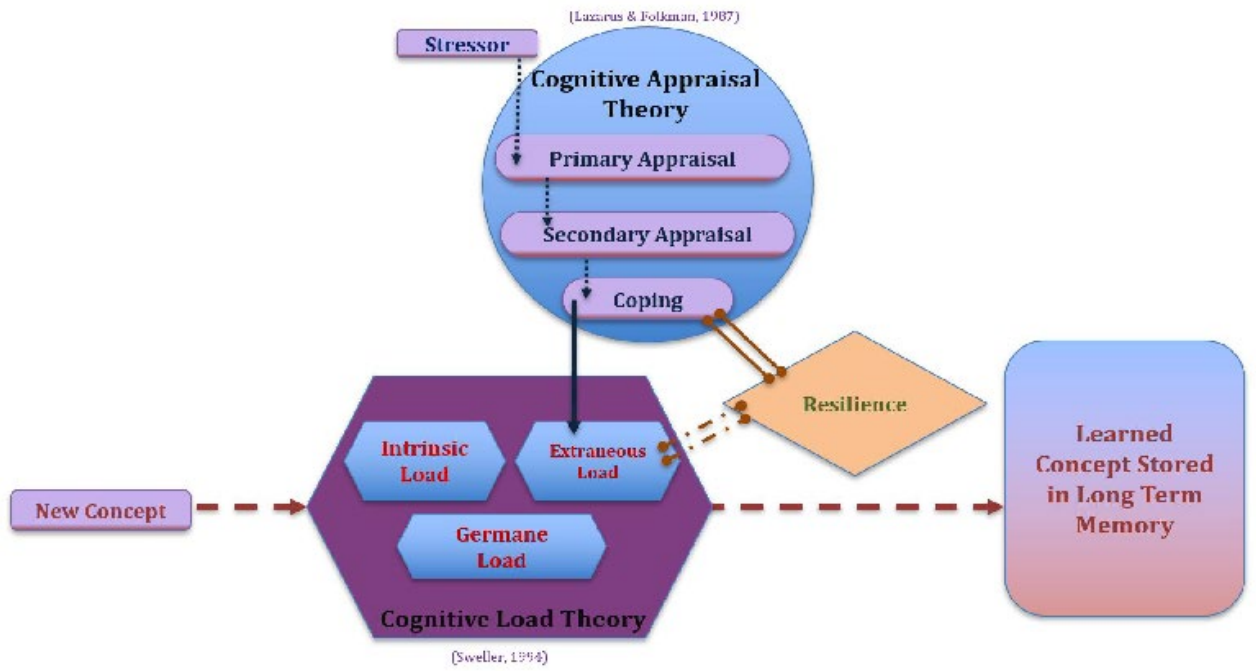 (Lazarus & Folkman, 1987)
Stressor
Cognitive Appraisal
Theory
Primary Appraisal
Secondary Appraisal
Coping
Resilience
Intrinsic
Load
Extraneous
Load
Germane
Load
New Concept
Cognitive Load Theory
(Sweller, 1994)
Learned
Concept Stored
in Long Term
Memory